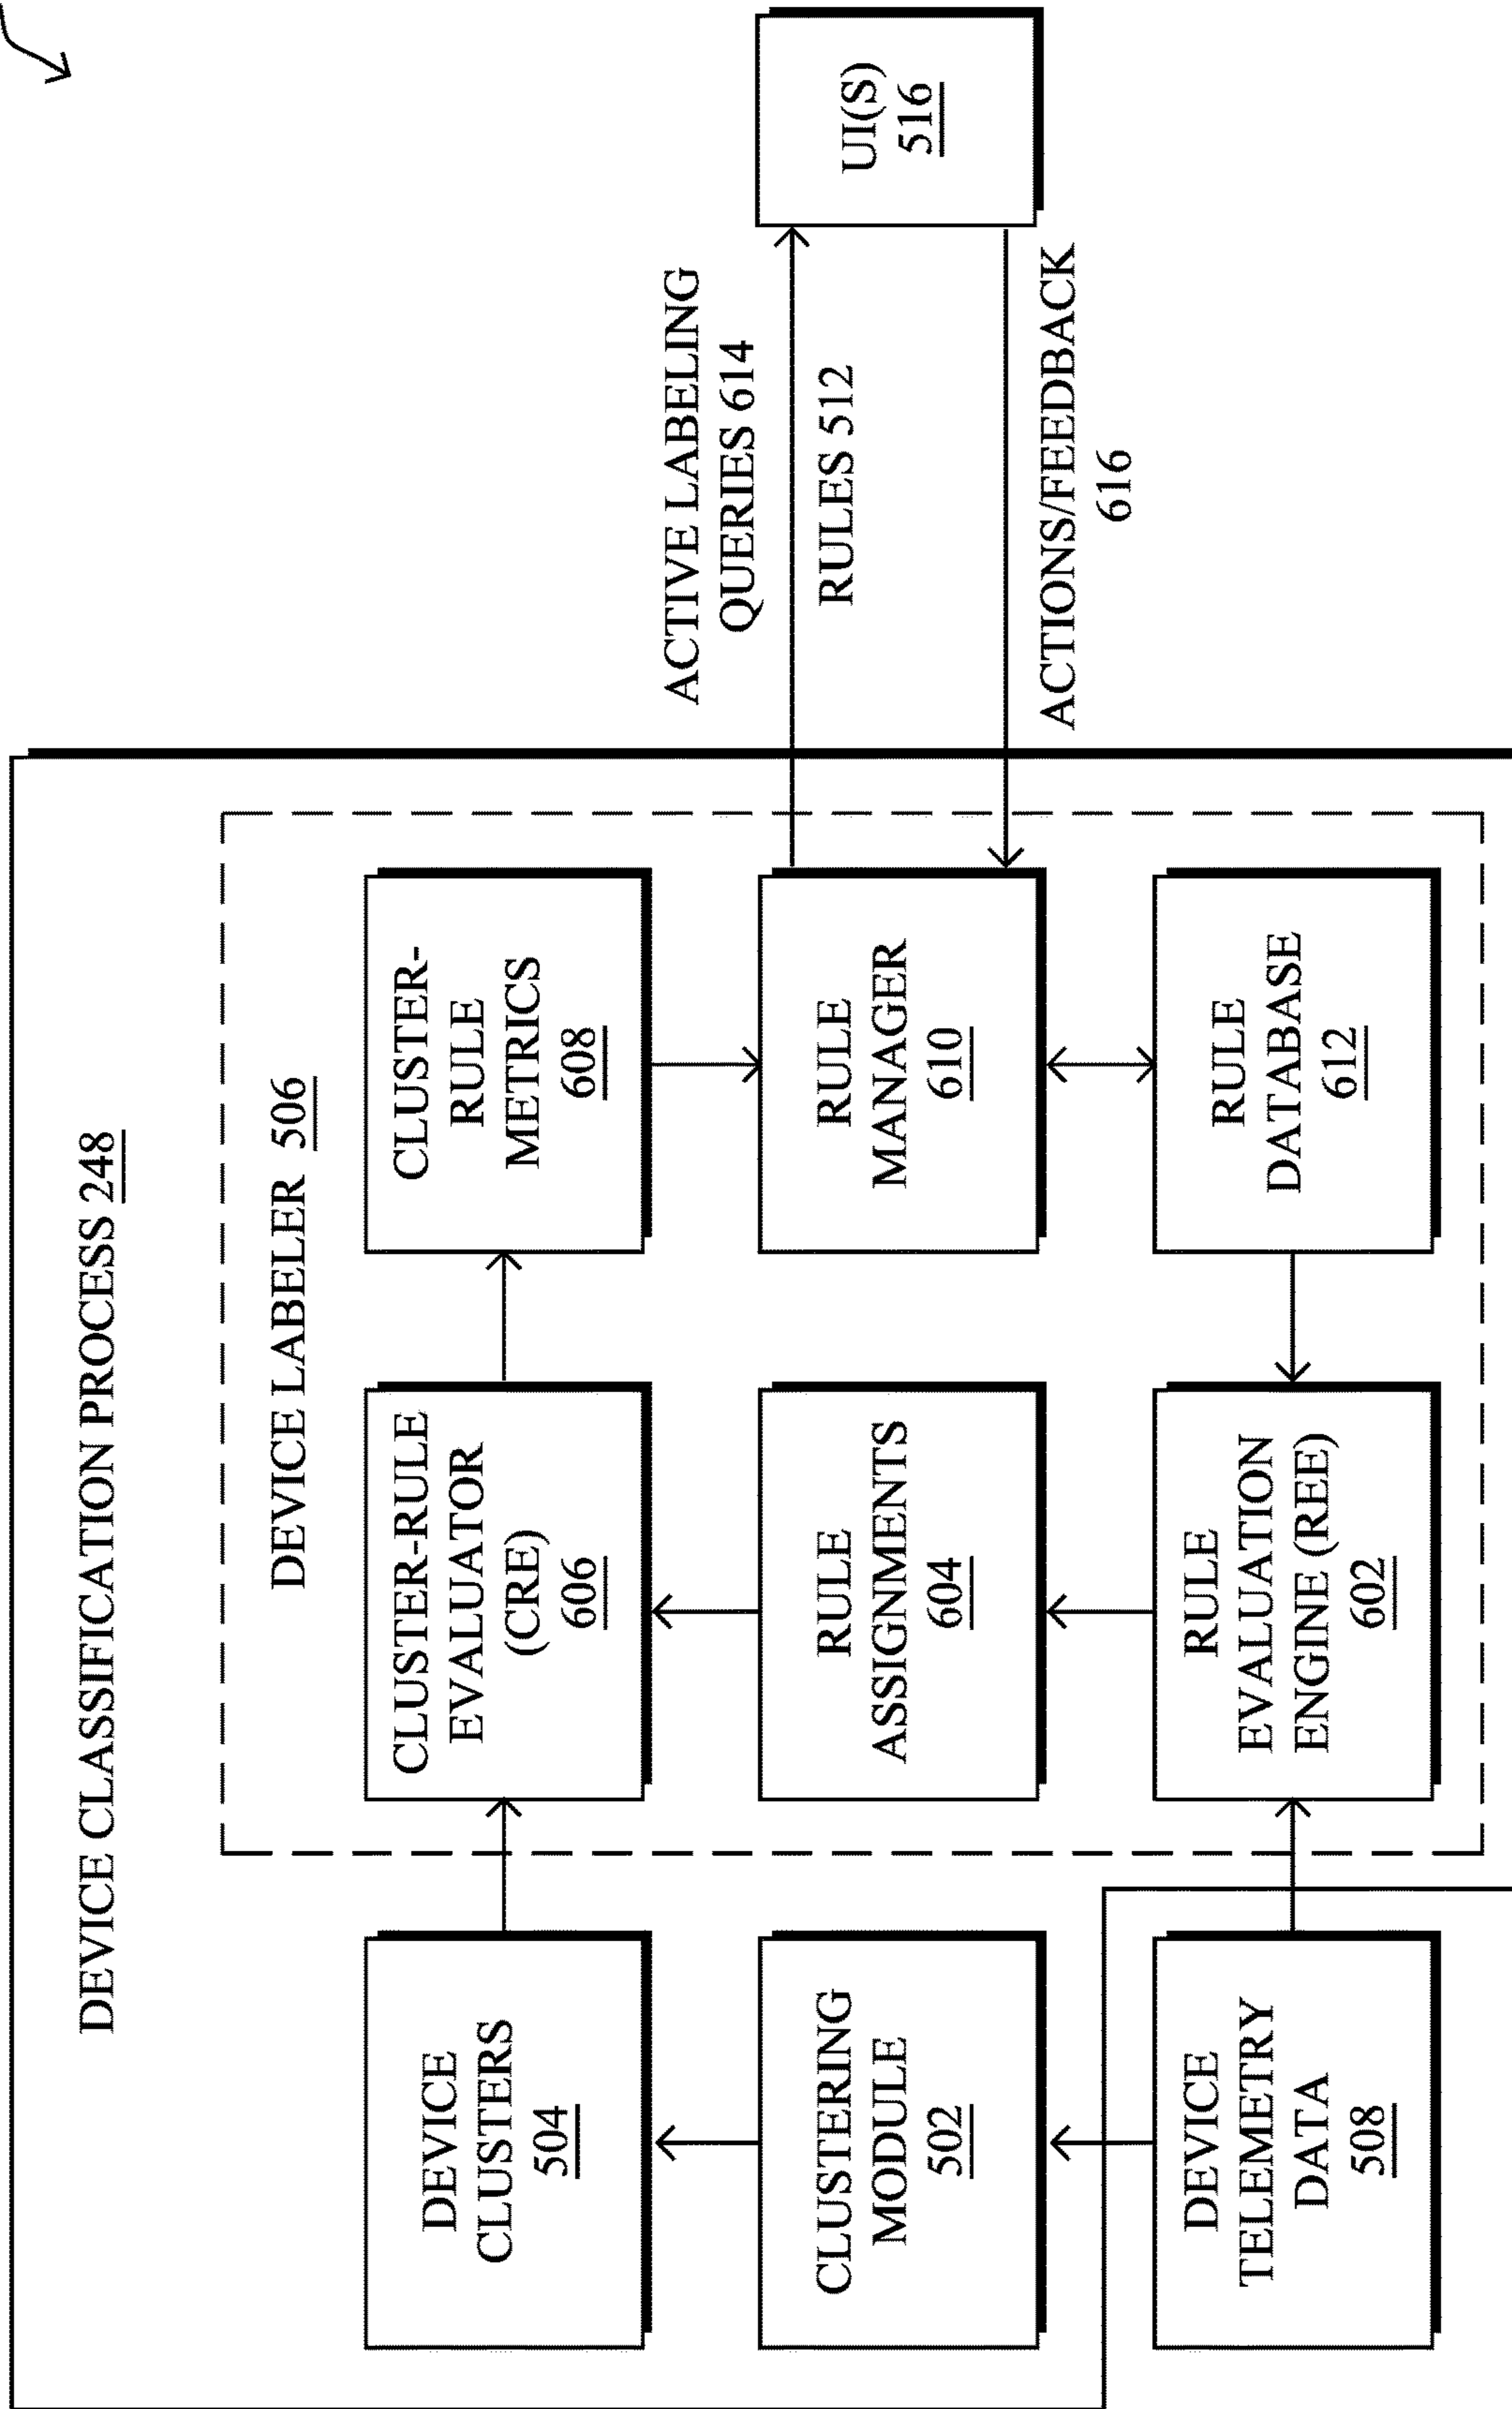 DEVICE CLASSIFICATION PROCESS 248
DEVICE LABELER 506
DEVICE
CLUSTERS
504
CLUSTER-RULE
EVALUATOR
(CRE)
606
CLUSTER-
RULE
METRICS
608
CLUSTERING
MODULE
502
RULE
ASSIGNMENTS
604
RULE
MANAGER
610
ACTIVE LABELING
QUERIES 614
RULES 512
ACTIONS/FEEDBACK
616
UI(S)
516
DEVICE
TELEMETRY
DATA
508
RULE
EVALUATION
ENGINE (REE)
602
RULE
DATABASE
612